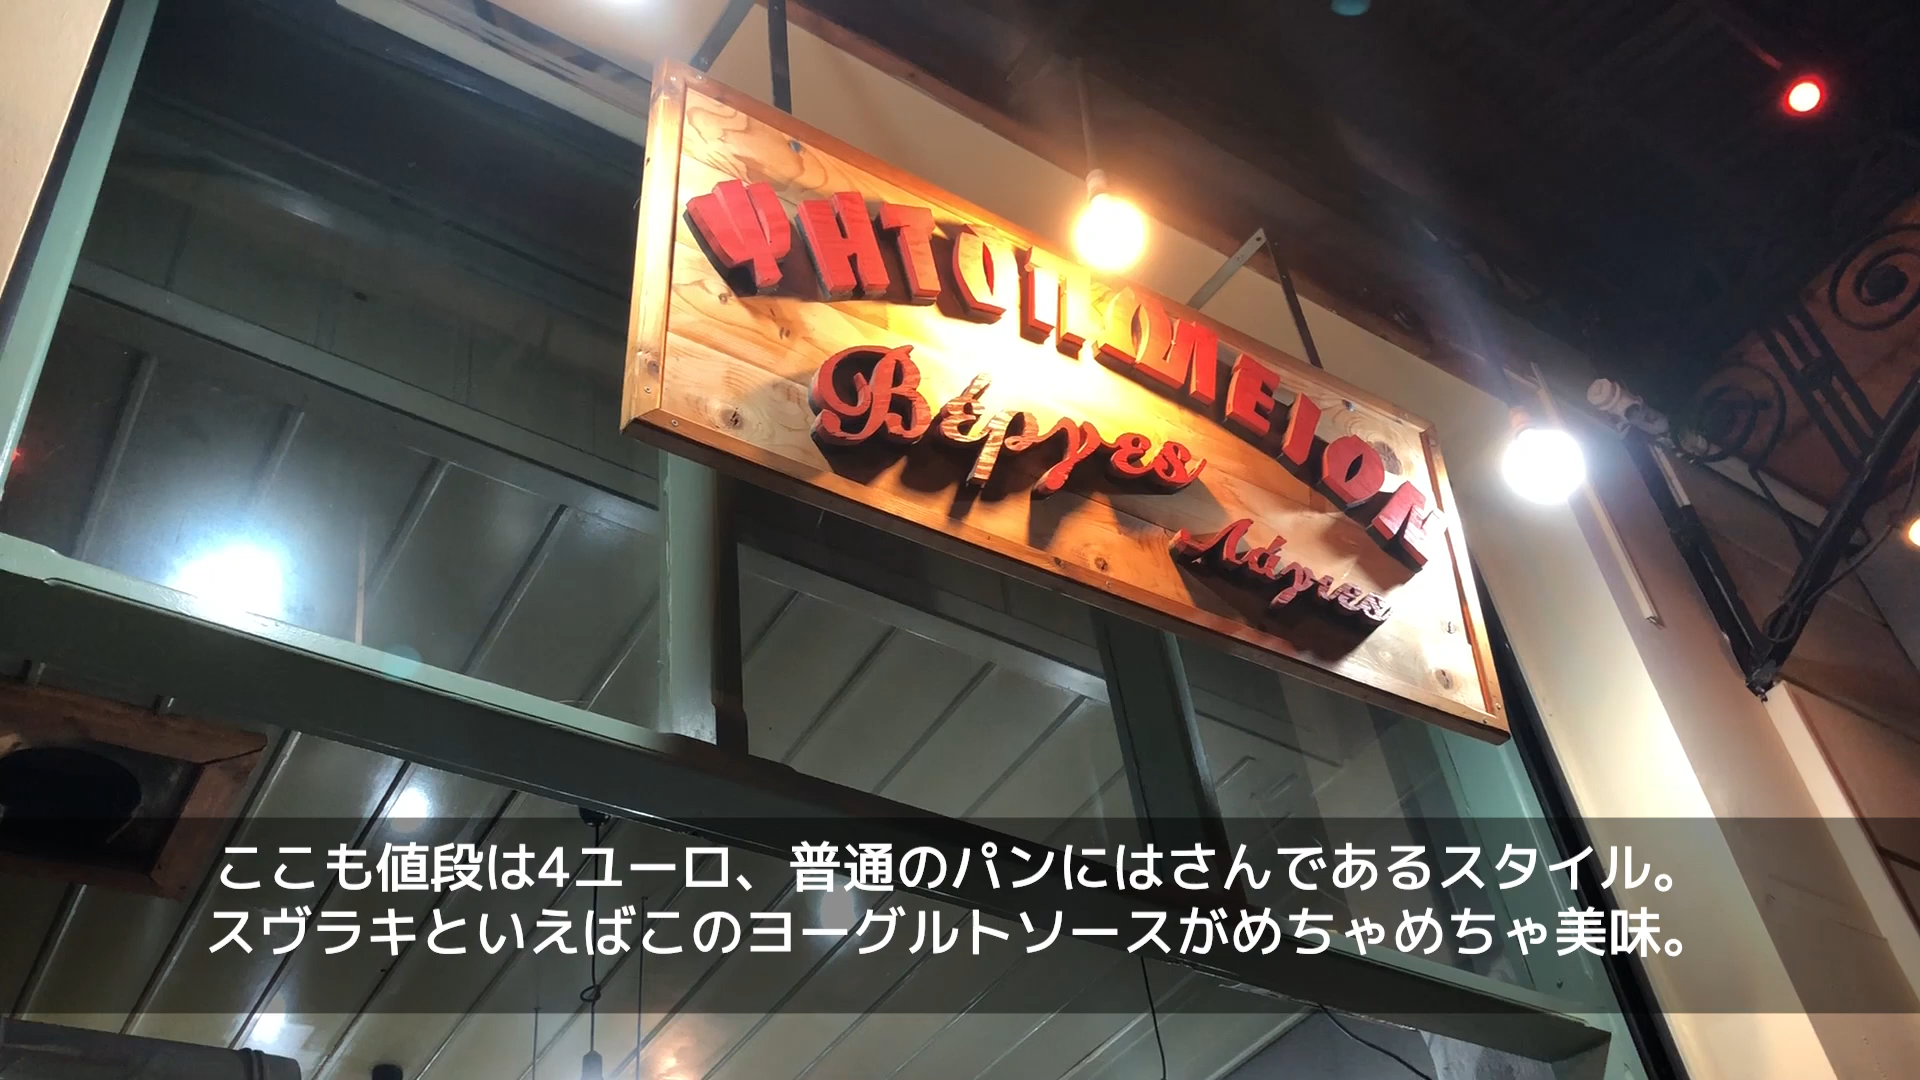 ΨΗΤΟΠΩΛΕΙΟΝ
Βέργες
Λάγιες
ここも値段は4ユーロ、普通のパンにはさんであるスタイル。
スヴラキといえばこのヨーグルトソースがめちゃめちゃ美味。